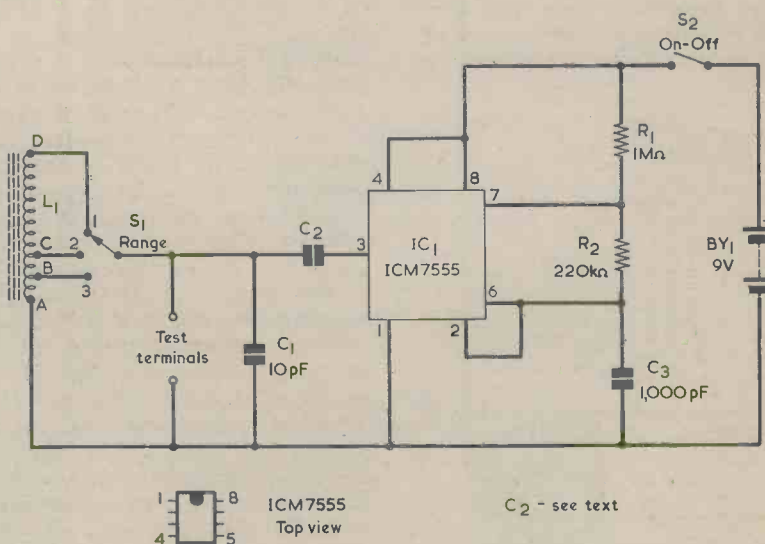 S2
On-Off
D
L1
C
B
A
1
2
3
S1
Range
Test
terminals
C1
10pF
C2
3
4
8
7
IC1
ICM7555
6
1
2
R1
1MΩ
R2
220kΩ
BY1
9V
C3
1,000pF
1
8
4
5
ICM7555
Top view
C2 - see text